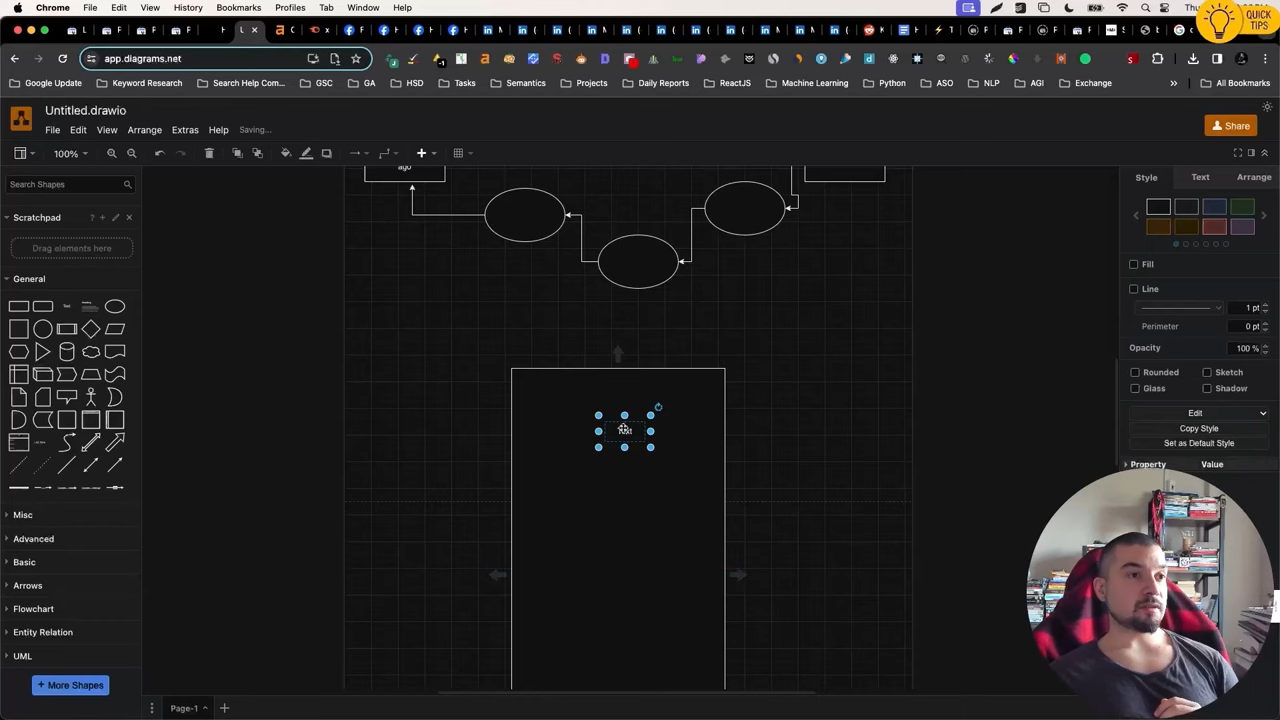 Chrome File Edit View History Bookmarks Profiles Tab Window Help
QUICK
TIPS
app.diagrams.net
Google Update Keyword Research Search Help Com... GSC GA HSD Tasks Semantics Projects Daily Reports ReactJS Machine Learning Python ASO NLP AGI Exchange All Bookmarks
Untitled.drawio
File Edit View Arrange Extras Help Saving...
Share
100%
Search Shapes
Scratchpad
Drag elements here
General
Misc
Advanced
Basic
Arrows
Flowchart
Entity Relation
UML
+ More Shapes
ago
Text
Page-1
Style Text Arrange
Fill
Line
1 pt
Perimeter 0 pt
Opacity 100 %
Rounded Sketch
Glass Shadow
Edit
Copy Style
Set as Default Style
Property Value